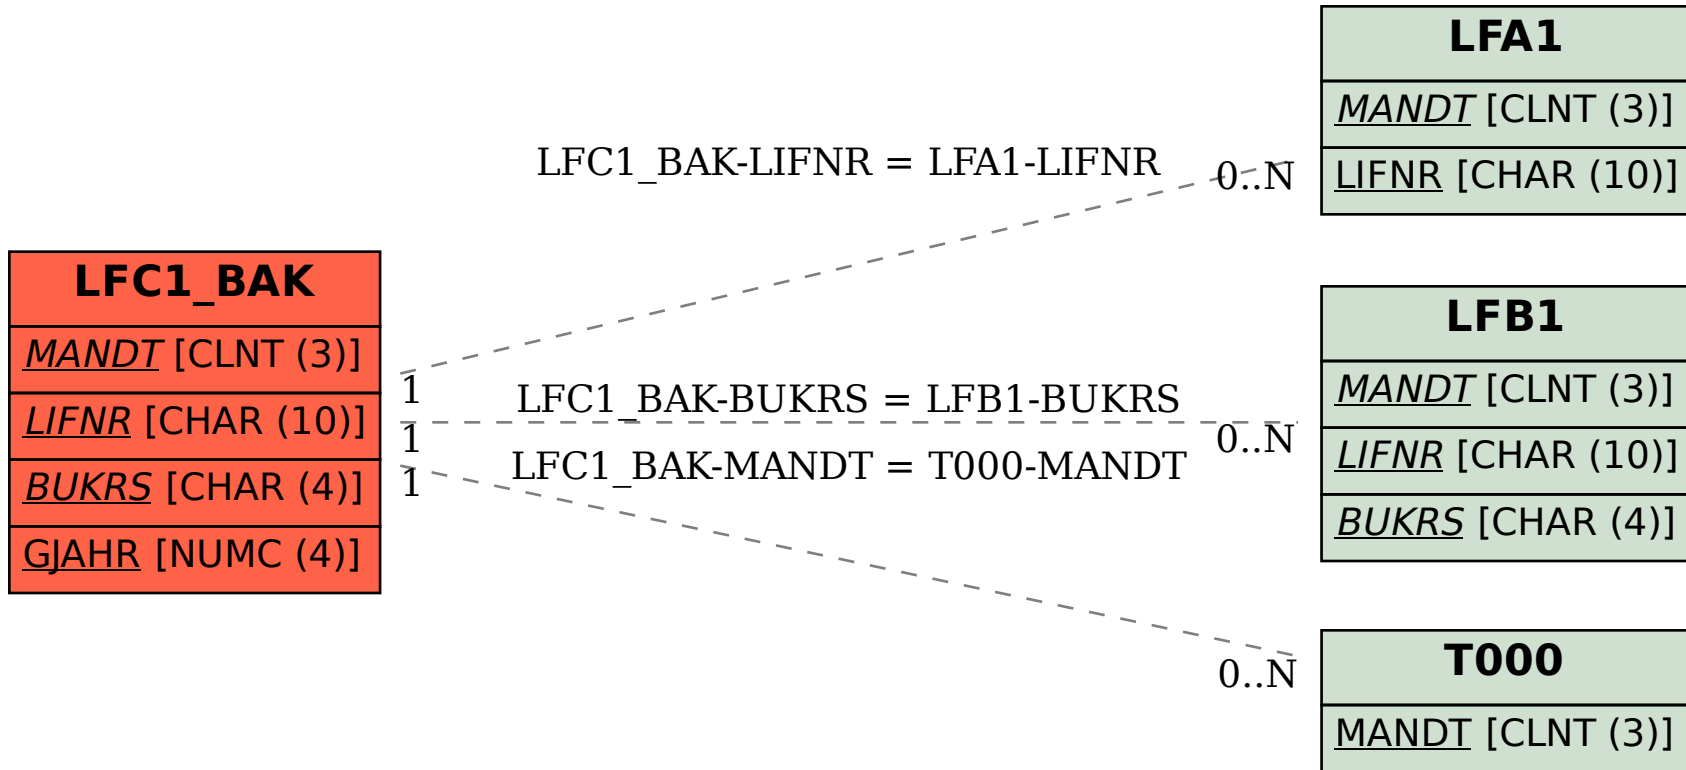 LFA1
MANDT [CLNT (3)]
LIFNR [CHAR (10)]
LFC1_BAK-LIFNR = LFA1-LIFNR
0..N
LFC1_BAK
MANDT [CLNT (3)]
LIFNR [CHAR (10)]
BUKRS [CHAR (4)]
GJAHR [NUMC (4)]
1
1
1
LFC1_BAK-BUKRS = LFB1-BUKRS
0..N
LFC1_BAK-MANDT = T000-MANDT
0..N
LFB1
MANDT [CLNT (3)]
LIFNR [CHAR (10)]
BUKRS [CHAR (4)]
T000
MANDT [CLNT (3)]